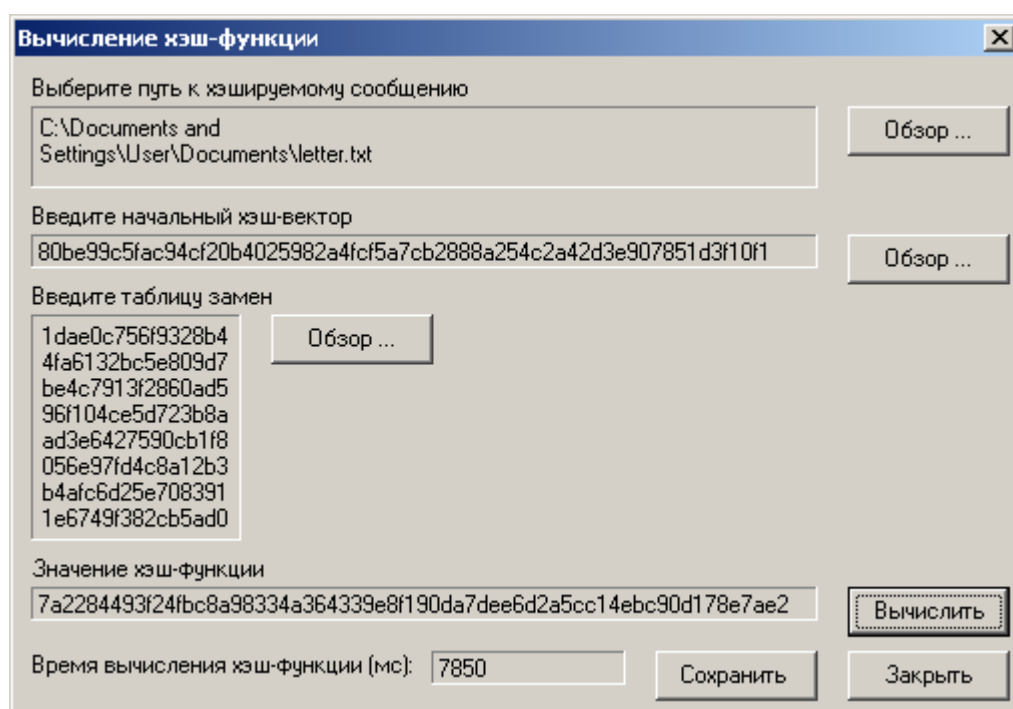 Вычисление хэш-функции
Выберите путь к хэшируемому сообщению
C:\Documents and
Settings\User\Documents\letter.txt
Обзор ...
Введите начальный хэш-вектор
80be99c5fac94cf20b4025982a4fcf5a7cb2888a254c2a42d3e907851d3f10f1
Обзор ...
Введите таблицу замен
1dae0c756f9328b4
4fa6132bc5e809d7
be4c7913f2860ad5
96f104ce5d723b8a
ad3e6427590cb1f8
056e97fd4c8a12b3
b4afc6d25e708391
1e6749f382cb5ad0
Обзор ...
Значение хэш-функции
7a2284493f24fbc8a98334a364339e8f190da7dee6d2a5cc14ebc90d178e7ae2
Вычислить
Время вычисления хэш-функции (мс):
7850
Сохранить
Закрыть